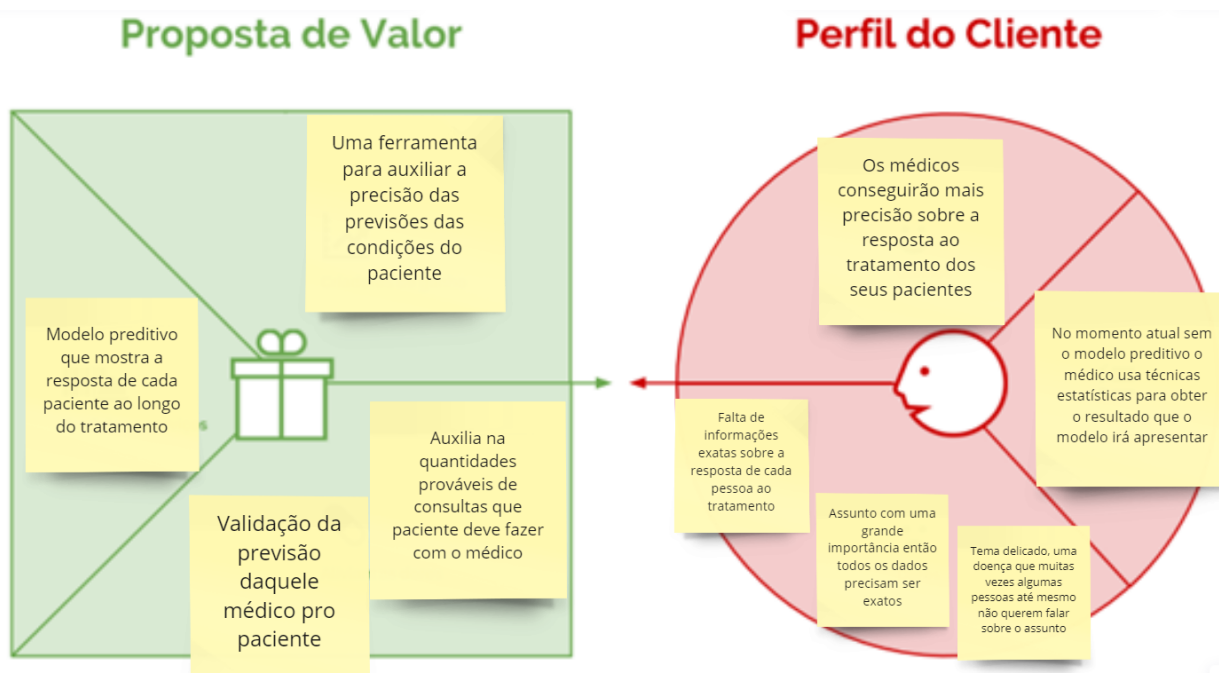 Proposta de Valor
Uma ferramenta
para auxiliar a
precisão das
previsões das
condições do
paciente
Modelo preditivo
que mostra a
resposta de cada
paciente ao longo
do tratamento
Auxilia na
quantidades
prováveis de
consultas que
paciente deve fazer
com o médico
Validação da
previsão
daquele
médico pro
paciente
Perfil do Cliente
Os médicos
conseguirão mais
precisão sobre a
resposta ao
tratamento dos
seus pacientes
No momento atual sem
o modelo preditivo o
médico usa técnicas
estatísticas para obter
o resultado que o
modelo irá apresentar
Falta de
informações
exatas sobre a
resposta de cada
pessoa ao
tratamento
Assunto com uma
grande
importância então
todos os dados
precisam ser
exatos
Tema delicado, uma
doença que muitas
vezes algumas
pessoas até mesmo
não querem falar
sobre o assunto